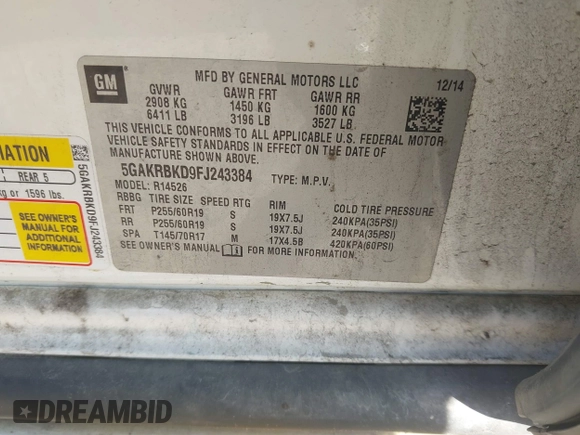 GM
MFD BY GENERAL MOTORS LLC
12/14
GVWR GAWR FRT GAWR RR
2908 KG 1450 KG 1600 KG
6411 LB 3196 LB 3527 LB
THIS VEHICLE CONFORMS TO ALL APPLICABLE U.S. FEDERAL MOTOR
VEHICLE SAFETY STANDARDS IN EFFECT ON THE DATE OF
MANUFACTURE SHOWN ABOVE.
5GAKRBKD9FJ243384 TYPE: M.P.V.
MODEL: R14526
RBBG TIRE SIZE SPEED RTG RIM COLD TIRE PRESSURE
FRT P255/60R19 S 19X7.5J 240KPA(35PSI)
RR P255/60R19 S 19X7.5J 240KPA(35PSI)
SPA T145/70R17 M 17X4.5B 420KPA(60PSI)
SEE OWNER'S MANUAL FOR MORE INFORMATION
MATION
REAR 5
kg or 1596 lbs.
SEE OWNER'S
MANUAL FOR
ADDITIONAL
INFORMATION
5GAKRBKD9FJ243384
DREAMBID